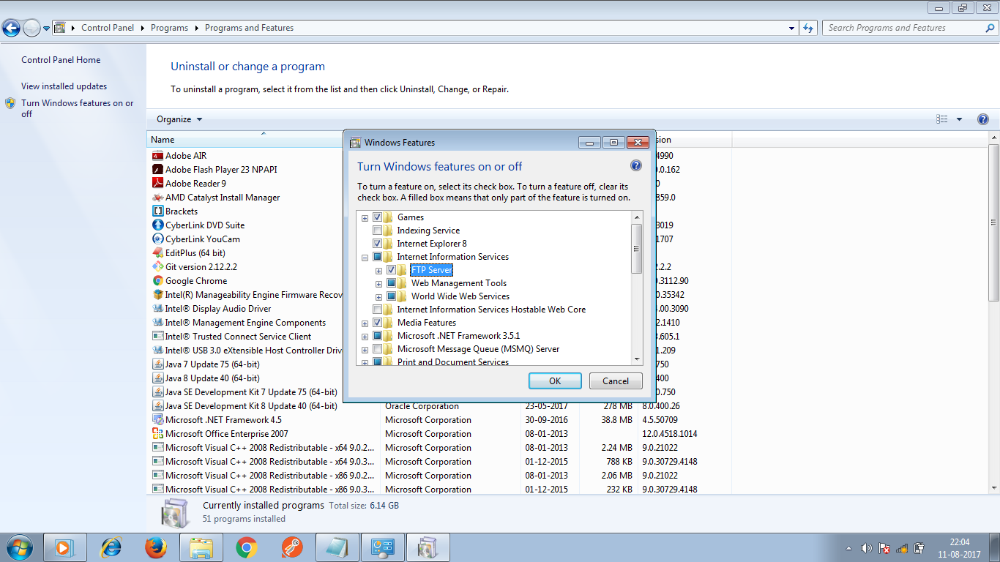 Control Panel
Programs
Programs and Features
Search Programs and Features
Control Panel Home
View installed updates
Turn Windows features on or
off
Uninstall or change a program
To uninstall a program, select it from the list and then click Uninstall, Change, or Repair.
Organize
Name
Adobe AIR
4990
Adobe Flash Player 23 NPAPI
.0.162
Adobe Reader 9
AMD Catalyst Install Manager
859.0
Brackets
CyberLink DVD Suite
3019
CyberLink YouCam
1707
EditPlus (64 bit)
Git version 2.12.2.2
.2.2
Google Chrome
.3112.90
Intel(R) Manageability Engine Firmware Recov
.35342
Intel® Display Audio Driver
.00.3090
Intel® Management Engine Components
.2.1410
Intel® Trusted Connect Service Client
.605.1
Intel® USB 3.0 eXtensible Host Controller Driv
.209
Java 7 Update 75 (64-bit)
750
Java 8 Update 40 (64-bit)
400
Java SE Development Kit 7 Update 75 (64-bit)
0.750
Java SE Development Kit 8 Update 40 (64-bit) Oracle Corporation 23-05-2017 278 MB 8.0.400.26
Microsoft .NET Framework 4.5 Microsoft Corporation 30-09-2016 38.8 MB 4.5.50709
Microsoft Office Enterprise 2007 Microsoft Corporation 08-01-2013 12.0.4518.1014
Microsoft Visual C++ 2008 Redistributable - x64 9.0.2... Microsoft Corporation 08-01-2013 2.24 MB 9.0.21022
Microsoft Visual C++ 2008 Redistributable - x64 9.0.3... Microsoft Corporation 01-12-2015 788 KB 9.0.30729.4148
Microsoft Visual C++ 2008 Redistributable - x86 9.0.2... Microsoft Corporation 08-01-2013 2.06 MB 9.0.21022
Microsoft Visual C++ 2008 Redistributable - x86 9.0.3... Microsoft Corporation 01-12-2015 232 KB 9.0.30729.4148
Windows Features
Turn Windows features on or off
To turn a feature on, select its check box. To turn a feature off, clear its
check box. A filled box means that only part of the feature is turned on.
Games
Indexing Service
Internet Explorer 8
Internet Information Services
FTP Server
Web Management Tools
World Wide Web Services
Internet Information Services Hostable Web Core
Media Features
Microsoft .NET Framework 3.5.1
Microsoft Message Queue (MSMQ) Server
Print and Document Services
OK
Cancel
Currently installed programs Total size: 6.14 GB
51 programs installed
22:04
11-08-2017